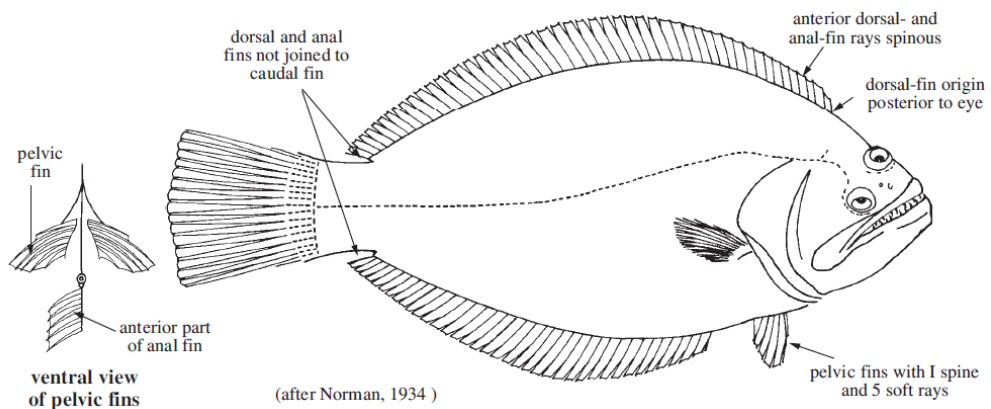 dorsal and anal
fins not joined to
caudal fin
anterior dorsal- and
anal-fin rays spinous
dorsal-fin origin
posterior to eye
pelvic
fin
anterior part
of anal fin
ventral view
of pelvic fins
(after Norman, 1934 )
pelvic fins with I spine
and 5 soft rays